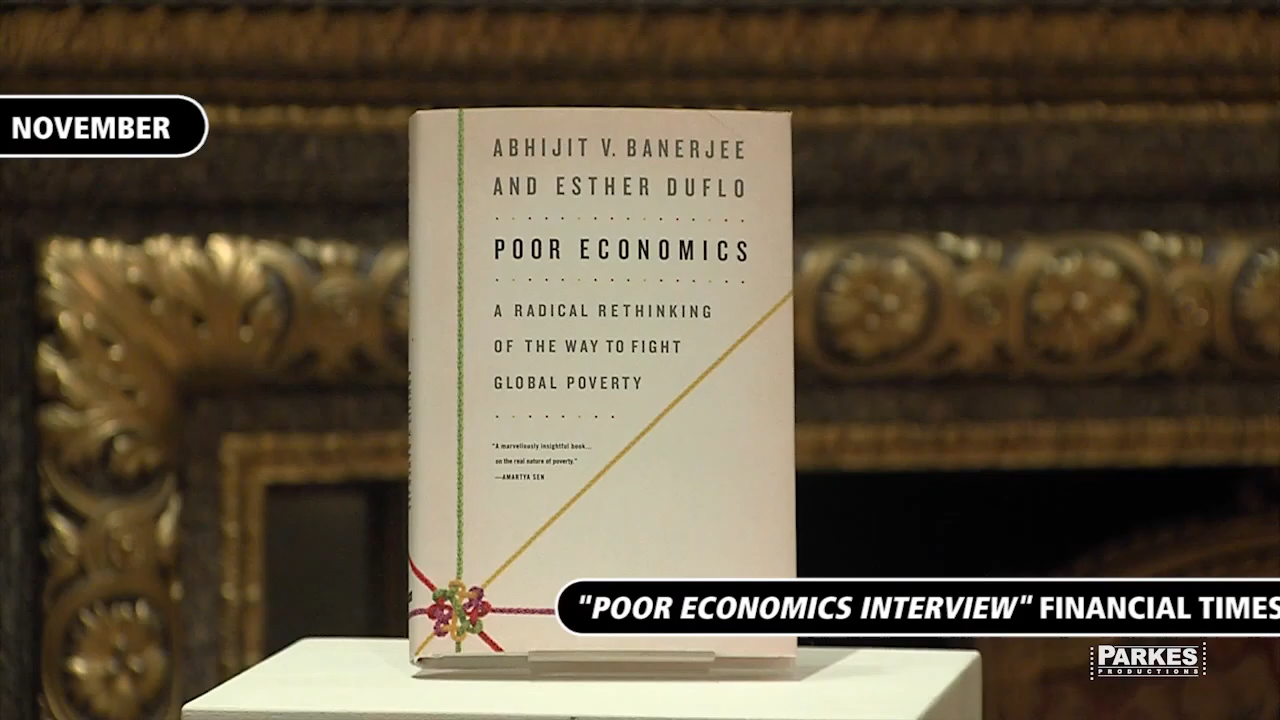 NOVEMBER
ABHIJIT V. BANERJEE
AND ESTHER DUFLO
POOR ECONOMICS
A RADICAL RETHINKING
OF THE WAY TO FIGHT
GLOBAL POVERTY
"A marvellously insightful book...
on the real nature of poverty."
—AMARTYA SEN
"POOR ECONOMICS INTERVIEW" FINANCIAL TIMES
PARKES
PRODUCTIONS